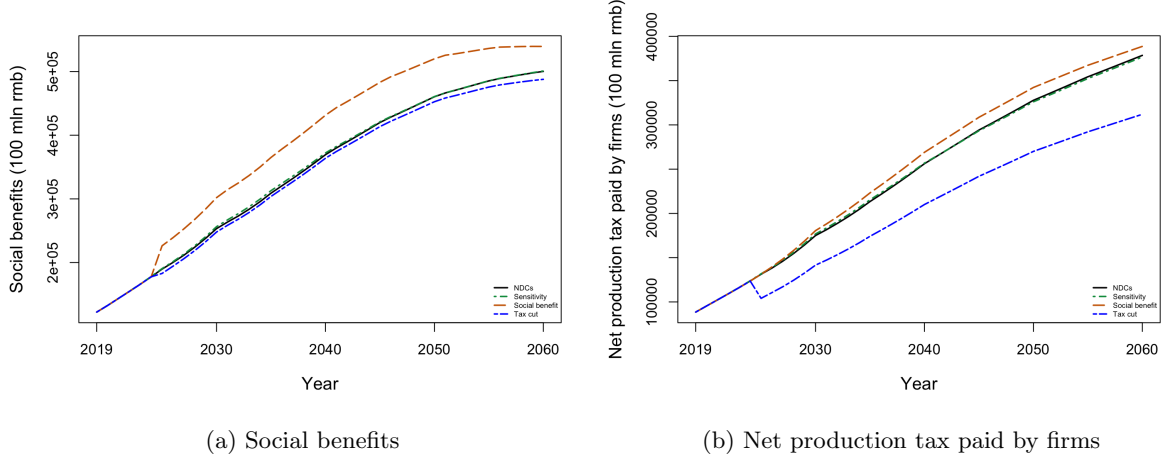 Social benefits (100 mln rmb)
5e+05
4e+05
3e+05
2e+05
NDCs
Sensitivity
Social benefit
Tax cut
2019 2030 2040 2050 2060
Year
(a) Social benefits
Net production tax paid by firms (100 mln rmb)
400000
300000
200000
100000
NDCs
Sensitivity
Social benefit
Tax cut
2019 2030 2040 2050 2060
Year
(b) Net production tax paid by firms